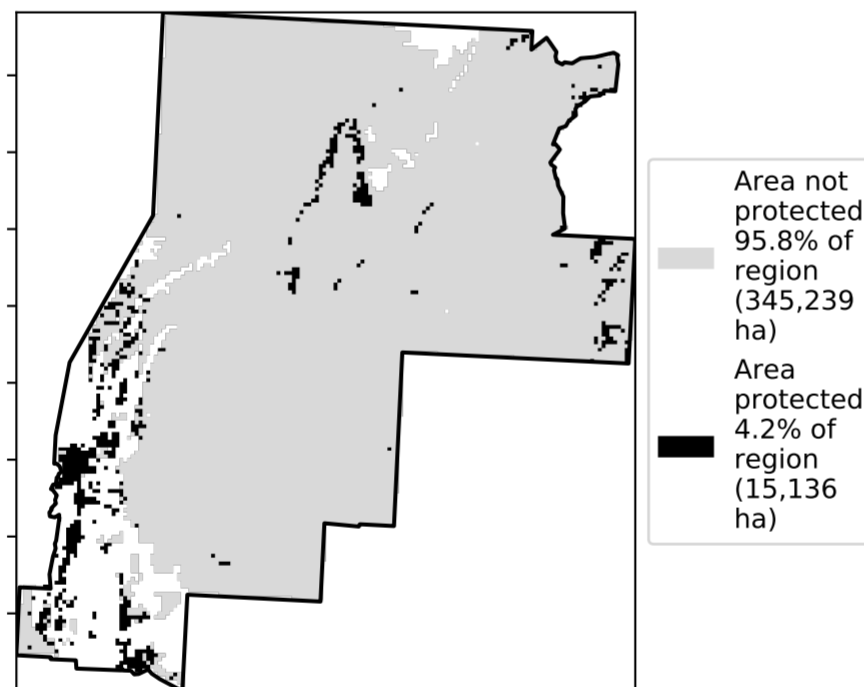 Area not
protected
95.8% of
region
(345,239
ha)
Area
protected
4.2% of
region
(15,136
ha)